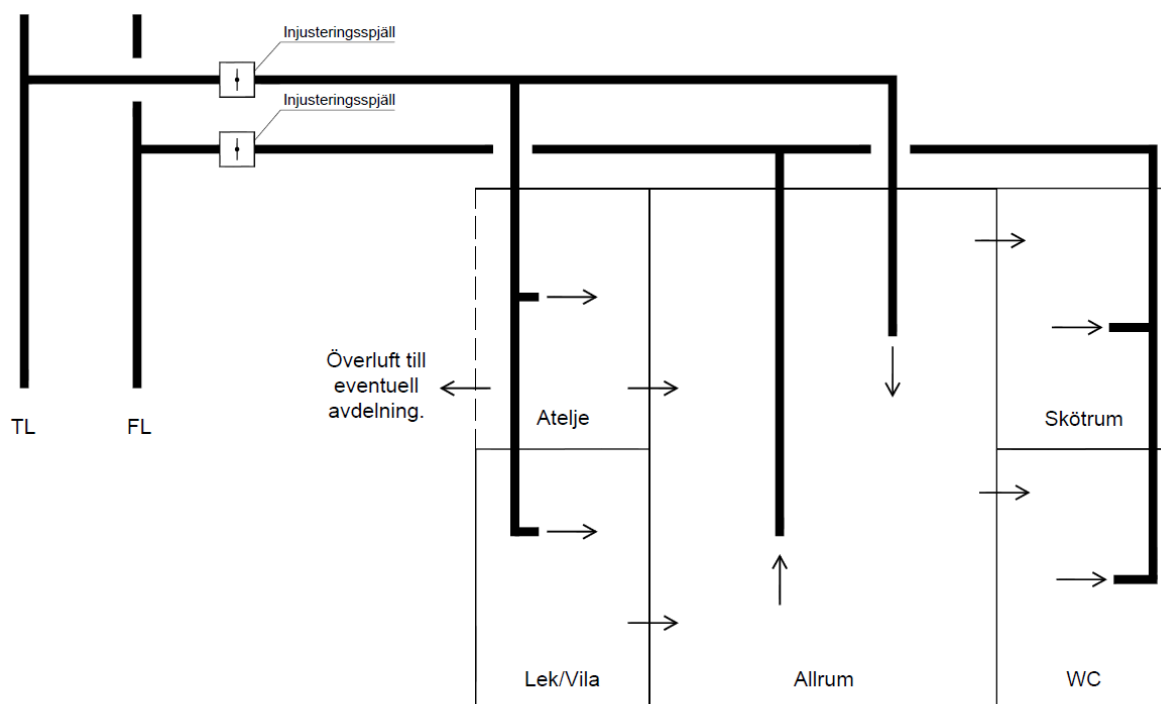 Injusteringsspjäll
Injusteringsspjäll
Överluft till
eventuell
avdelning.
TL
FL
Atelje
Skötrum
Lek/Vila
Allrum
WC